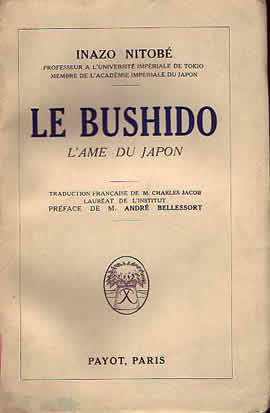 INAZO NITOBÉ
PROFESSEUR A L'UNIVERSITÉ IMPÉRIALE DE TOKIO
MEMBRE DE L'ACADÉMIE IMPÉRIALE DU JAPON
LE BUSHIDO
L'AME DU JAPON
TRADUCTION FRANÇAISE DE M. CHARLES JACOB
LAURÉAT DE L'INSTITUT
PRÉFACE DE M. ANDRÉ BELLESSORT
PAYOT, PARIS